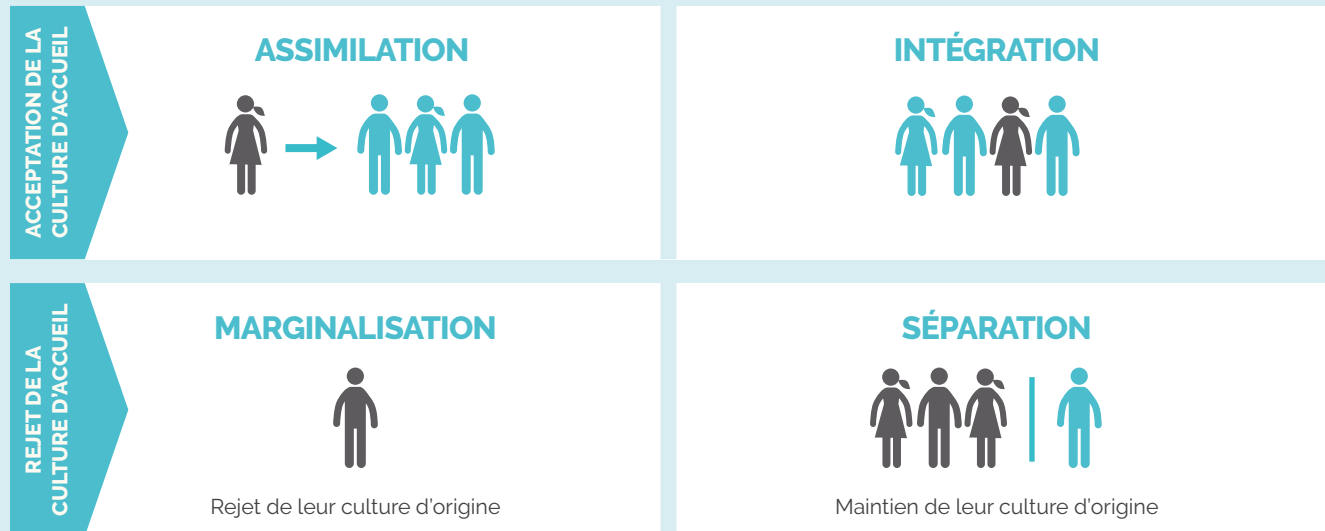 ACCEPTATION DE LA
CULTURE D'ACCUEIL
ASSIMILATION
INTÉGRATION
REJET DE LA
CULTURE D'ACCUEIL
MARGINALISATION
SÉPARATION
Rejet de leur culture d'origine
Maintien de leur culture d'origine